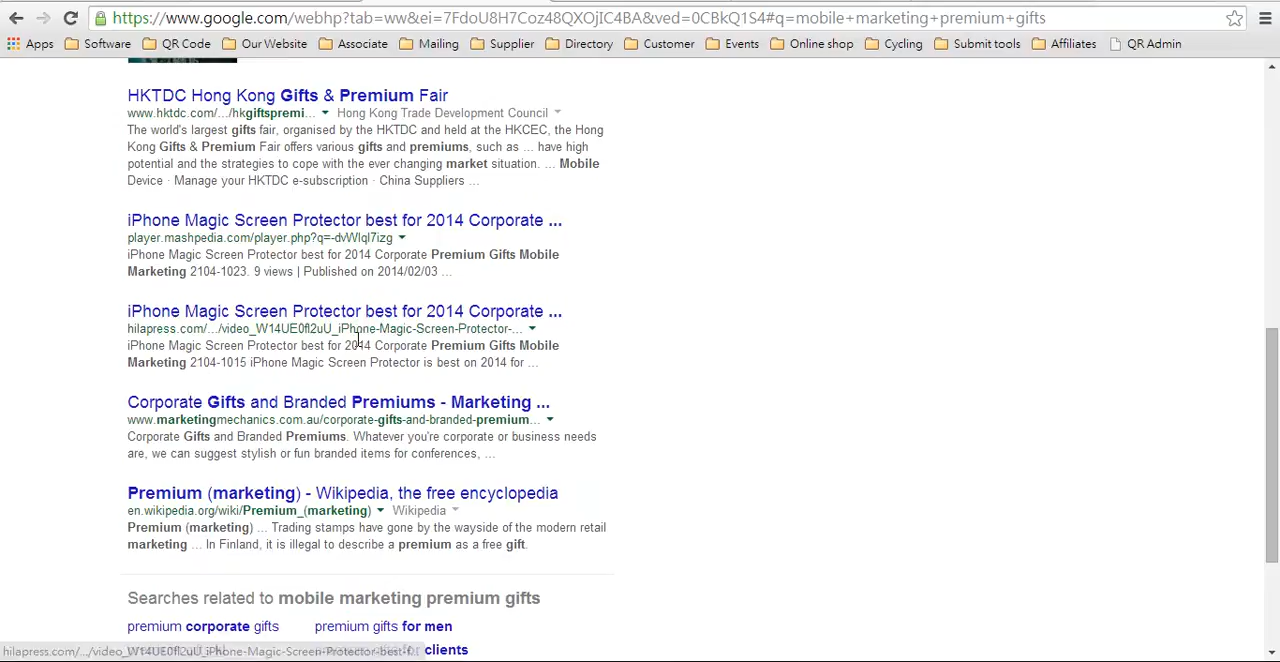 https://www.google.com/webhp?tab=ww&ei=7FdoU8H7Coz48QXOjIC4BA&ved=0CBkQ1S4#q=mobile+marketing+premium+gifts
Apps Software QR Code Our Website Associate Mailing Supplier Directory Customer Events Online shop Cycling Submit tools Affiliates QR Admin
HKTDC Hong Kong Gifts & Premium Fair
www.hktdc.com/.../hkgiftspremi... Hong Kong Trade Development Council
The world's largest gifts fair, organised by the HKTDC and held at the HKCEC, the Hong
Kong Gifts & Premium Fair offers various gifts and premiums, such as ... have high
potential and the strategies to cope with the ever changing market situation. ... Mobile
Device · Manage your HKTDC e-subscription · China Suppliers ...
iPhone Magic Screen Protector best for 2014 Corporate ...
player.mashpedia.com/player.php?q=-dvWlql7izg
iPhone Magic Screen Protector best for 2014 Corporate Premium Gifts Mobile
Marketing 2104-1023. 9 views | Published on 2014/02/03 ...
iPhone Magic Screen Protector best for 2014 Corporate ...
hilapress.com/.../video_W14UE0fl2uU_iPhone-Magic-Screen-Protector-...
iPhone Magic Screen Protector best for 2014 Corporate Premium Gifts Mobile
Marketing 2104-1015 iPhone Magic Screen Protector is best on 2014 for ...
Corporate Gifts and Branded Premiums - Marketing ...
www.marketingmechanics.com.au/corporate-gifts-and-branded-premium...
Corporate Gifts and Branded Premiums. Whatever you're corporate or business needs
are, we can suggest stylish or fun branded items for conferences, ...
Premium (marketing) - Wikipedia, the free encyclopedia
en.wikipedia.org/wiki/Premium_(marketing) Wikipedia
Premium (marketing) ... Trading stamps have gone by the wayside of the modern retail
marketing ... In Finland, it is illegal to describe a premium as a free gift.
Searches related to mobile marketing premium gifts
premium corporate gifts premium gifts for men
clients
hilapress.com/.../video_W14UE0fl2uU_iPhone-Magic-Screen-Protector-best-f...